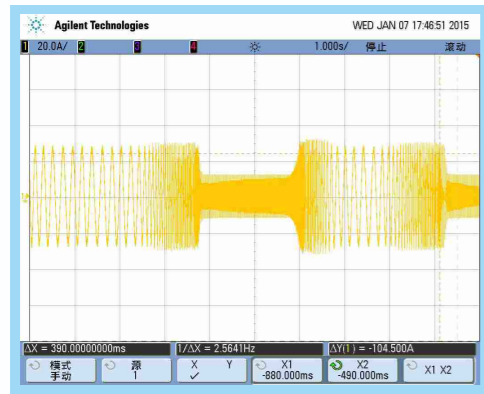 Agilent Technologies WED JAN 07 17:46:51 2015
1 20.0A/ 2 3 4 1.000s/ 停止 滚动
ΔX = 390.00000000ms 1/ΔX = 2.5641Hz ΔY(1) = -104.500A
模式 源 X Y X1 X2 X1 X2
手动 1 ✓ -880.000ms -490.000ms